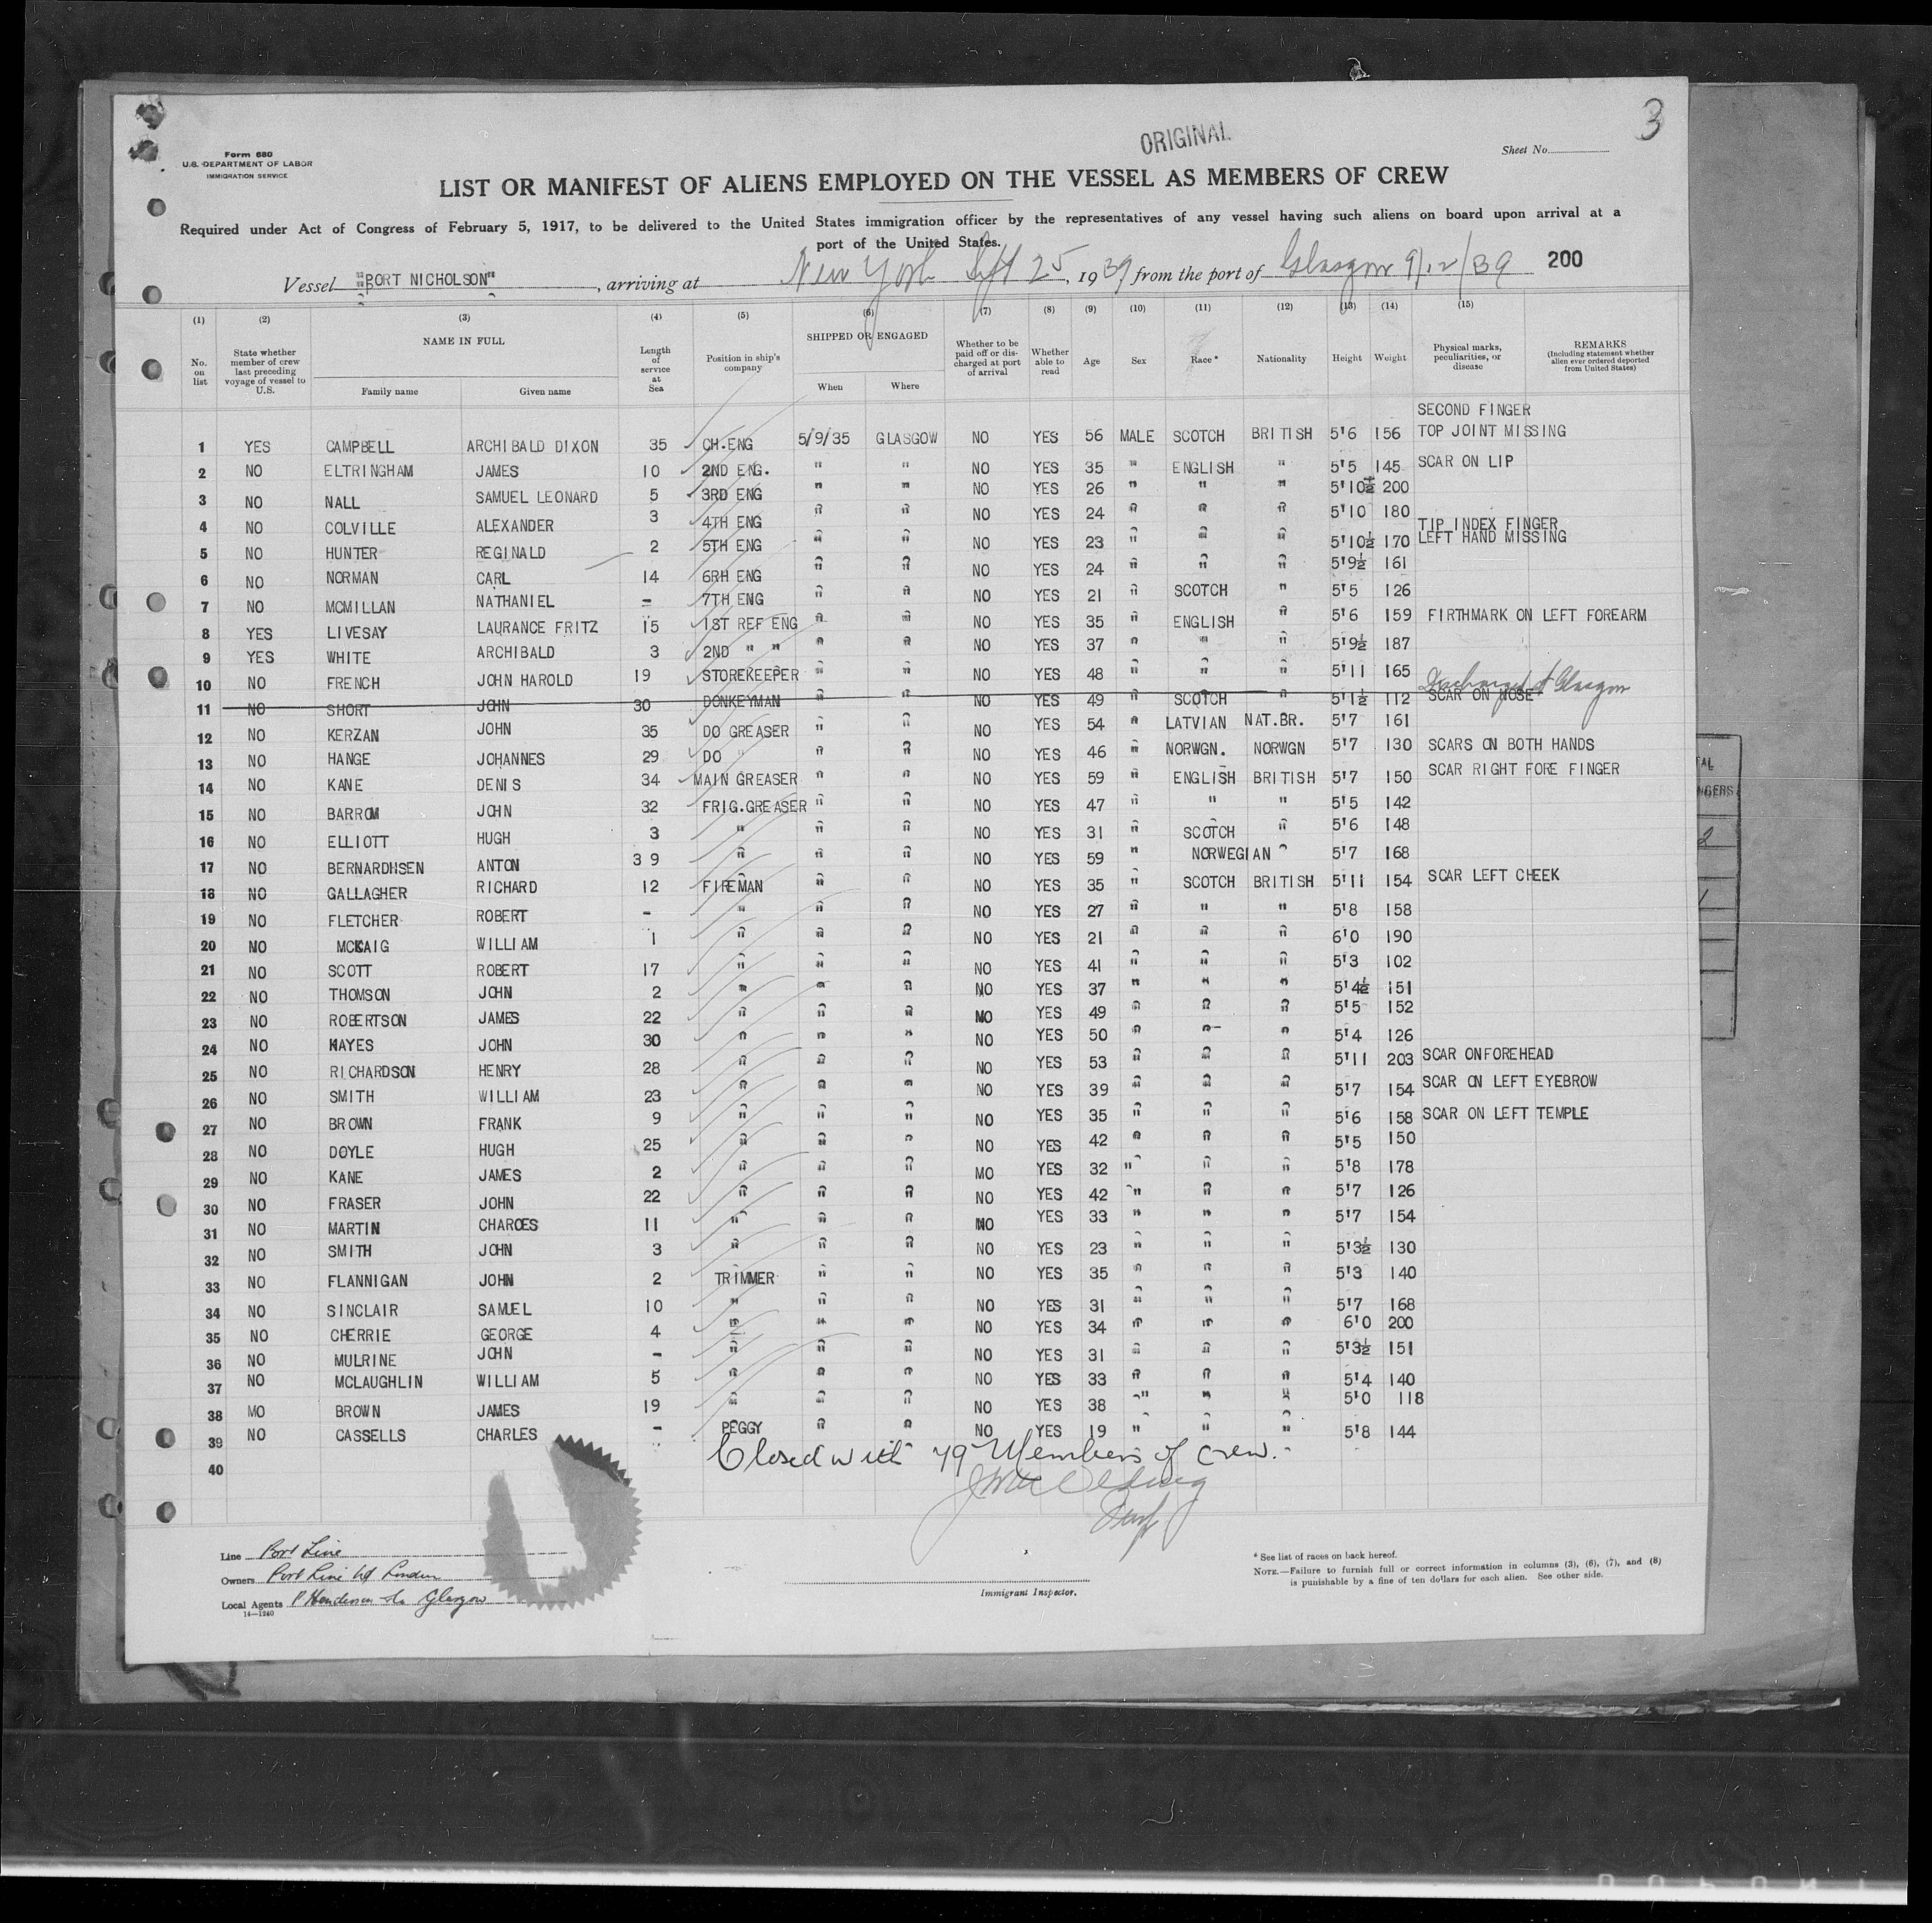 3
ORIGINAL
Form 680
U.S. DEPARTMENT OF LABOR
IMMIGRATION SERVICE
Sheet No.
LIST OR MANIFEST OF ALIENS EMPLOYED ON THE VESSEL AS MEMBERS OF CREW
Required under Act of Congress of February 5, 1917, to be delivered to the United States immigration officer by the representatives of any vessel having such aliens on board upon arrival at a
port of the United States.
Vessel "PORT NICHOLSON", arriving at New York Sept 25, 1939 from the port of Glasgow 9/12/39 200
(1) (2) (3) (4) (5) (6) (7) (8) (9) (10) (11) (12) (13) (14) (15)
No. on list State whether member of crew last preceding voyage of vessel to U.S. NAME IN FULL Family name Given name Length of service at Sea Position in ship's company SHIPPED OR ENGAGED When Where Whether to be paid off or discharged at port of arrival Whether able to read Age Sex Race* Nationality Height Weight Physical marks, peculiarities, or disease REMARKS (Including statement whether alien ever ordered deported from United States)
SECOND FINGER
1 YES CAMPBELL ARCHIBALD DIXON 35 CH.ENG 5/9/35 GLASGOW NO YES 56 MALE SCOTCH BRITISH 5'6 156 TOP JOINT MISSING
2 NO ELTRINGHAM JAMES 10 2ND ENG. " " NO YES 35 " ENGLISH " 5'5 145 SCAR ON LIP
3 NO NALL SAMUEL LEONARD 5 3RD ENG " " NO YES 26 " " " 5'10½ 200
4 NO COLVILLE ALEXANDER 3 4TH ENG " " NO YES 24 " " " 5'10 180
TIP INDEX FINGER
5 NO HUNTER REGINALD 2 5TH ENG " " NO YES 23 " " " 5'10½ 170 LEFT HAND MISSING
6 NO NORMAN CARL 14 6RH ENG " " NO YES 24 " " " 5'9½ 161
7 NO MCMILLAN NATHANIEL - 7TH ENG " " NO YES 21 " SCOTCH " 5'5 126
8 YES LIVESAY LAURANCE FRITZ 15 1ST REF ENG " " NO YES 35 " ENGLISH " 5'6 159 FIRTHMARK ON LEFT FOREARM
9 YES WHITE ARCHIBALD 3 2ND " " " " NO YES 37 " " " 5'9½ 187
10 NO FRENCH JOHN HAROLD 19 STOREKEEPER " " NO YES 48 " " " 5'11 165
Discharged at Glasgow
11 NO SHORT JOHN 30 DONKEYMAN " " NO YES 49 " SCOTCH " 5'1½ 112 SCAR ON NOSE
12 NO KERZAN JOHN 35 DO GREASER " " NO YES 54 " LATVIAN NAT.BR. 5'7 161
13 NO HANGE JOHANNES 29 DO " " " NO YES 46 " NORWGN. NORWGN 5'7 130 SCARS ON BOTH HANDS
14 NO KANE DENIS 34 MAIN GREASER " " NO YES 59 " ENGLISH BRITISH 5'7 150 SCAR RIGHT FORE FINGER
15 NO BARROM JOHN 32 FRIG.GREASER " " NO YES 47 " " " 5'5 142
16 NO ELLIOTT HUGH 3 " " " NO YES 31 " SCOTCH " 5'6 148
17 NO BERNARDHSEN ANTON 39 " " " NO YES 59 " NORWEGIAN " 5'7 168
18 NO GALLAGHER RICHARD 12 FIREMAN " " NO YES 35 " SCOTCH BRITISH 5'11 154 SCAR LEFT CHEEK
19 NO FLETCHER ROBERT - " " " NO YES 27 " " " 5'8 158
20 NO MCKAIG WILLIAM 1 " " " NO YES 21 " " " 6'0 190
21 NO SCOTT ROBERT 17 " " " NO YES 41 " " " 5'3 102
22 NO THOMSON JOHN 2 " " " NO YES 37 " " " 5'4½ 151
23 NO ROBERTSON JAMES 22 " " " MO YES 49 " " " 5'5 152
24 NO HAYES JOHN 30 " " " NO YES 50 " " " 5'4 126
25 NO RICHARDSON HENRY 28 " " " NO YES 53 " " " 5'11 203 SCAR ONFOREHEAD
26 NO SMITH WILLIAM 23 " " " NO YES 39 " " " 5'7 154 SCAR ON LEFT EYEBROW
27 NO BROWN FRANK 9 " " " NO YES 35 " " " 5'6 158 SCAR ON LEFT TEMPLE
28 NO DOYLE HUGH 25 " " " NO YES 42 " " " 5'5 150
29 NO KANE JAMES 2 " " " MO YES 32 " " " 5'8 178
30 NO FRASER JOHN 22 " " " NO YES 42 " " " 5'7 126
31 NO MARTIN CHAROES 11 " " " NO YES 33 " " " 5'7 154
32 NO SMITH JOHN 3 " " " NO YES 23 " " " 5'3½ 130
33 NO FLANNIGAN JOHN 2 TRIMMER " " NO YES 35 " " " 5'3 140
34 NO SINCLAIR SAMUEL 10 " " " NO YES 31 " " " 5'7 168
35 NO CHERRIE GEORGE 4 " " " NO YES 34 " " " 6'0 200
36 NO MULRINE JOHN - " " " NO YES 31 " " " 5'3½ 151
37 NO MCLAUGHLIN WILLIAM 5 " " " NO YES 33 " " " 5'4 140
38 MO BROWN JAMES 19 " " " NO YES 38 " " " 5'0 118
39 NO CASSELLS CHARLES - PEGGY " " NO YES 19 " " " 5'8 144
40
Closed with 79 Members of crew.
Line Port Line
Owners Port Line Ltd London
Local Agents P Henderson & Co Glasgow
14—1240
Immigrant Inspector.
* See list of races on back hereof.
NOTE.—Failure to furnish full or correct information in columns (3), (6), (7), and (8)
is punishable by a fine of ten dollars for each alien. See other side.